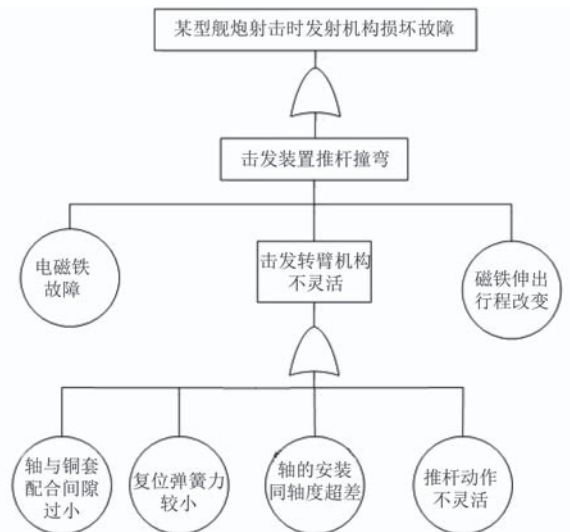 某型舰炮射击时发射机构损坏故障
击发装置推杆撞弯
电磁铁
故障
击发转臂机构
不灵活
磁铁伸出
行程改变
轴与铜套
配合间隙
过小
复位弹簧力
较小
轴的安装
同轴度超差
推杆动作
不灵活